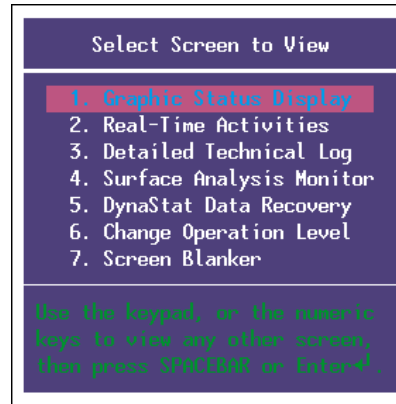 Select Screen to View
1. Graphic Status Display
2. Real-Time Activities
3. Detailed Technical Log
4. Surface Analysis Monitor
5. DynaStat Data Recovery
6. Change Operation Level
7. Screen Blanker
Use the keypad, or the numeric
keys to view any other screen,
then press SPACEBAR or Enter↵.